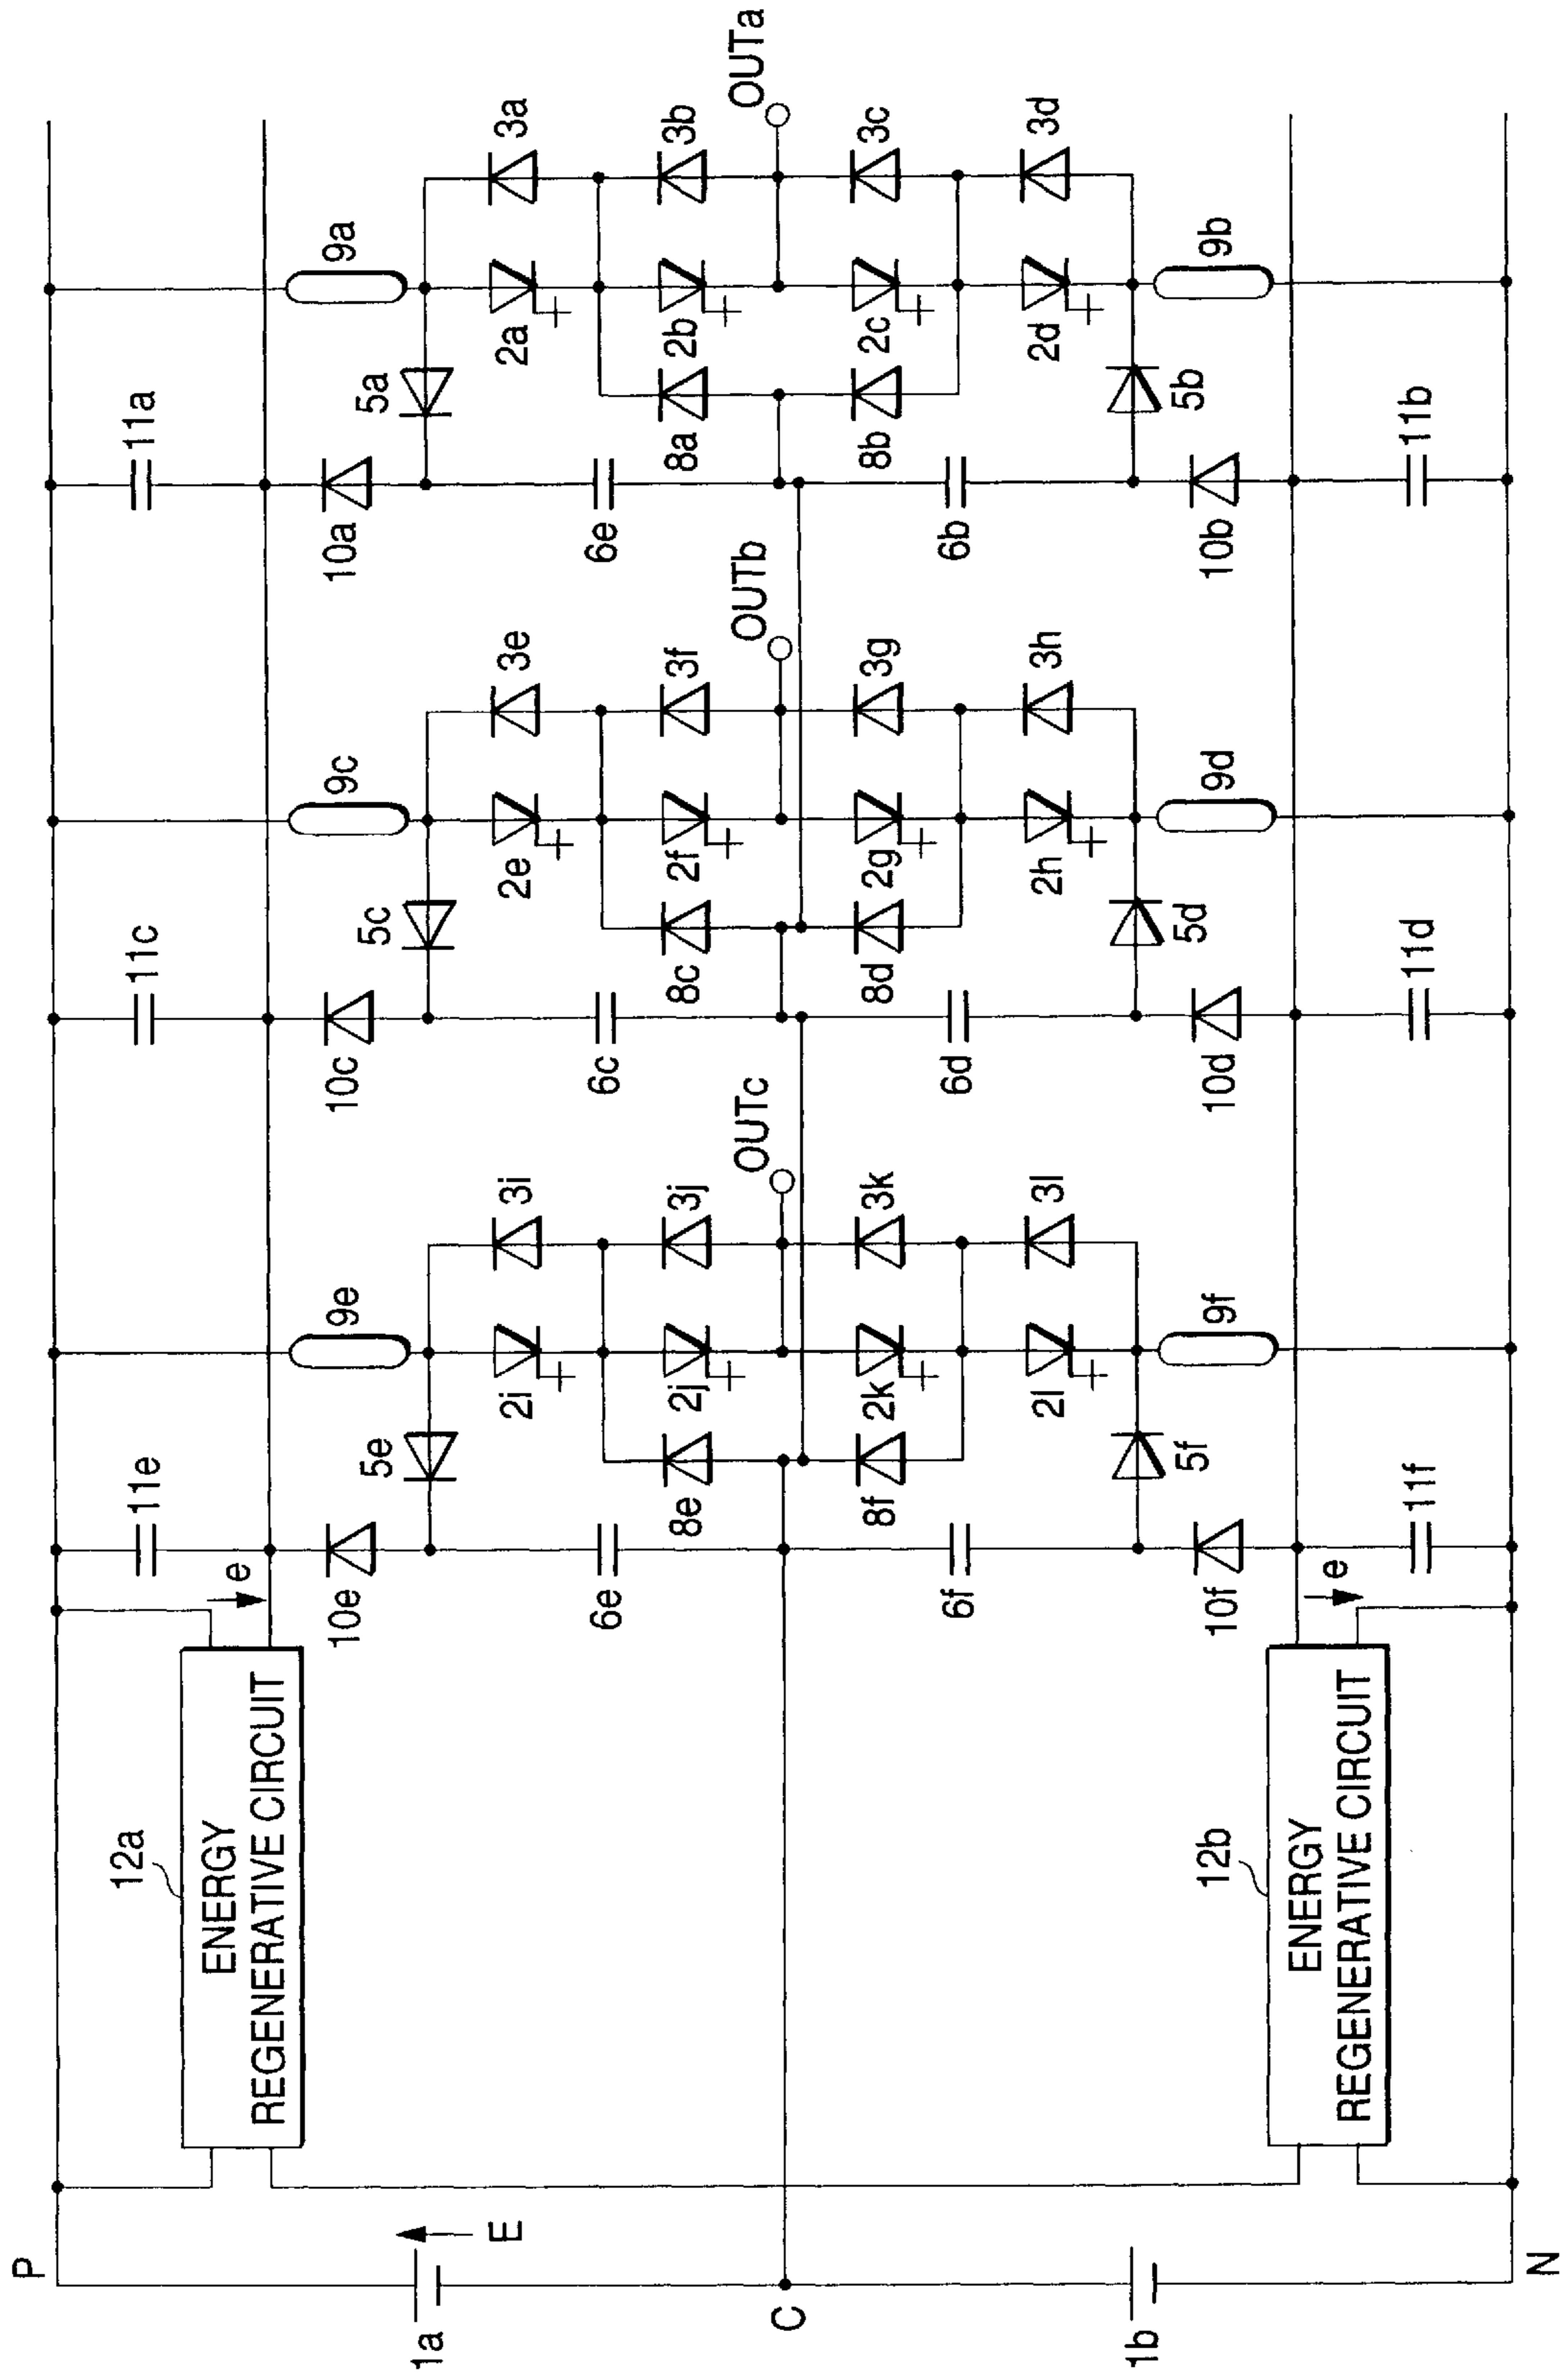 P
1a
E
C
1b
N
12a
ENERGY
REGENERATIVE CIRCUIT
12b
ENERGY
REGENERATIVE CIRCUIT
e
e
11e
10e
5e
9e
6e
8e
2i
2j
3i
3j
OUTc
6f
8f
2k
2l
3k
3l
5f
9f
10f
11f
11c
10c
5c
9c
6c
8c
2e
2f
3e
3f
OUTb
6d
8d
2g
2h
3g
3h
5d
9d
10d
11d
11a
10a
5a
9a
6e
8a
2a
2b
3a
3b
OUTa
6b
8b
2c
2d
3c
3d
5b
9b
10b
11b